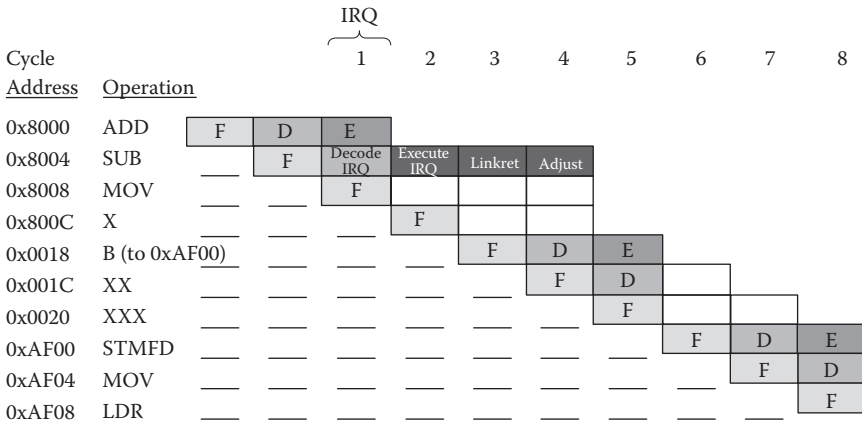 IRQ
Cycle 1 2 3 4 5 6 7 8
Address Operation
0x8000 ADD F D E
0x8004 SUB F Decode IRQ Execute IRQ Linkret Adjust
0x8008 MOV F
0x800C X F
0x0018 B (to 0xAF00) F D E
0x001C XX F D
0x0020 XXX F
0xAF00 STMFD F D E
0xAF04 MOV F D
0xAF08 LDR F